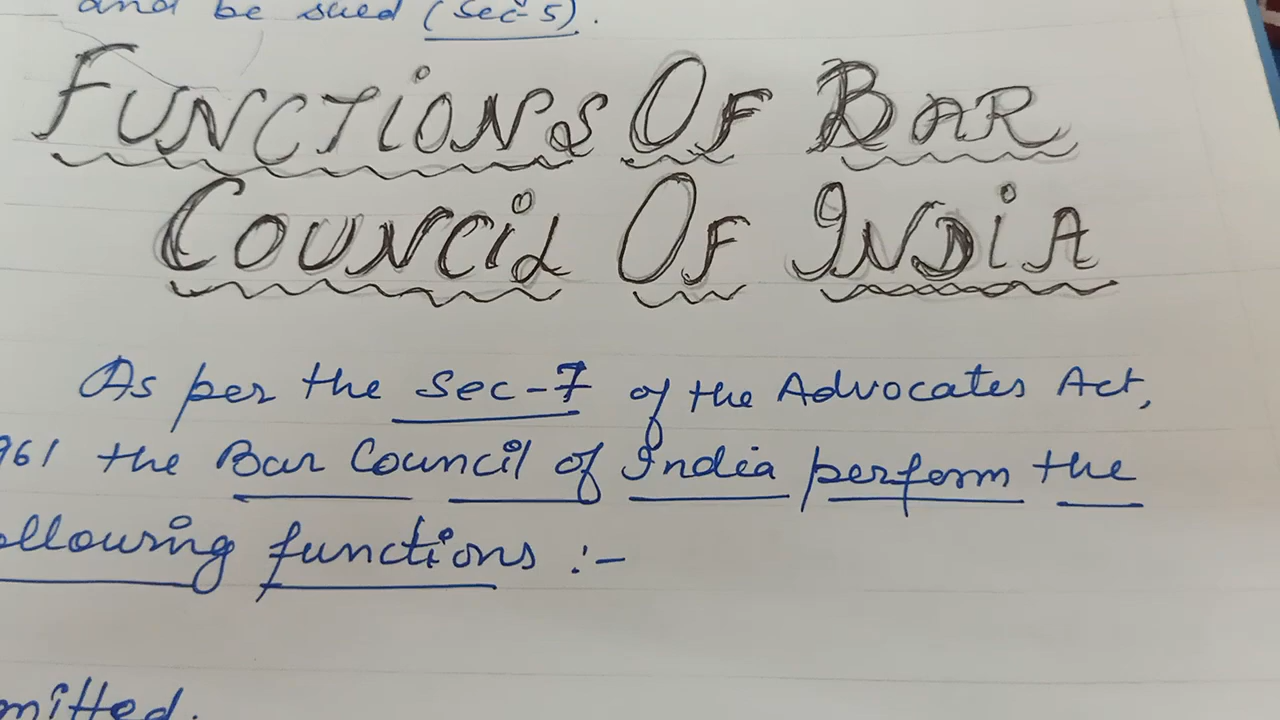 and be sued (Sec-5).
FUNCTIONS OF BAR
COUNCIL OF INDIA
As per the Sec-7 of the Advocates Act,
961 the Bar Council of India perform the
ollowing functions :-
mitted.